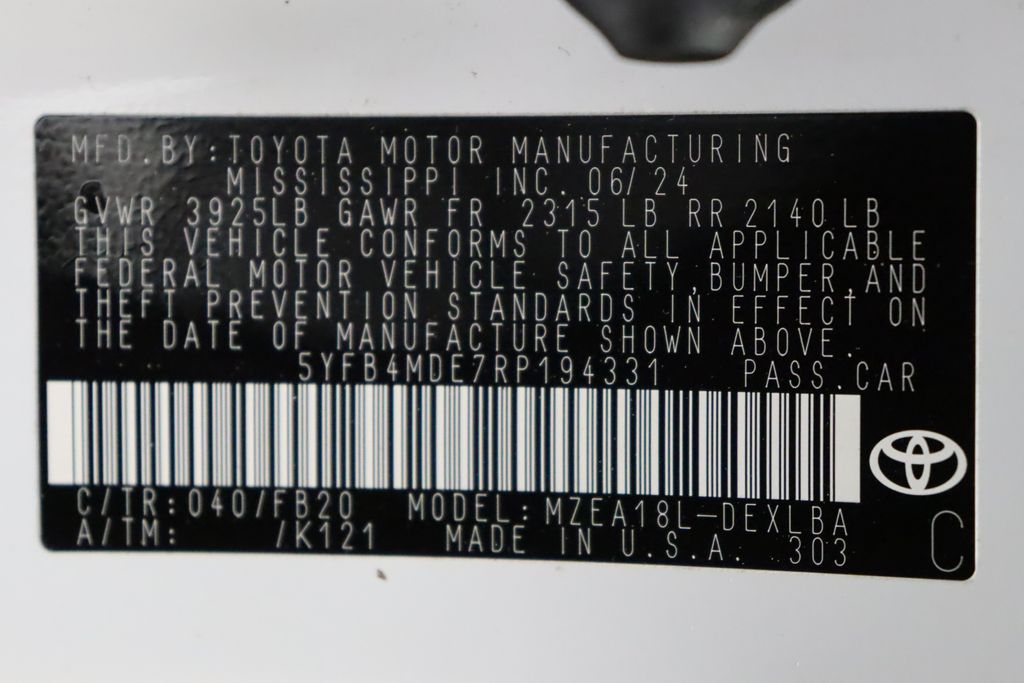 MFD.BY:TOYOTA MOTOR MANUFACTURING
MISSISSIPPI INC. 06/24
GVWR 3925LB GAWR FR 2315 LB RR 2140 LB
THIS VEHICLE CONFORMS TO ALL APPLICABLE
FEDERAL MOTOR VEHICLE SAFETY,BUMPER,AND
THEFT PREVENTION STANDARDS IN EFFECT ON
THE DATE OF MANUFACTURE SHOWN ABOVE.
5YFB4MDE7RP194331 PASS.CAR
C/TR:040/FB20 MODEL:MZEA18L-DEXLBA
A/TM: /K121 MADE IN U.S.A. 303
C